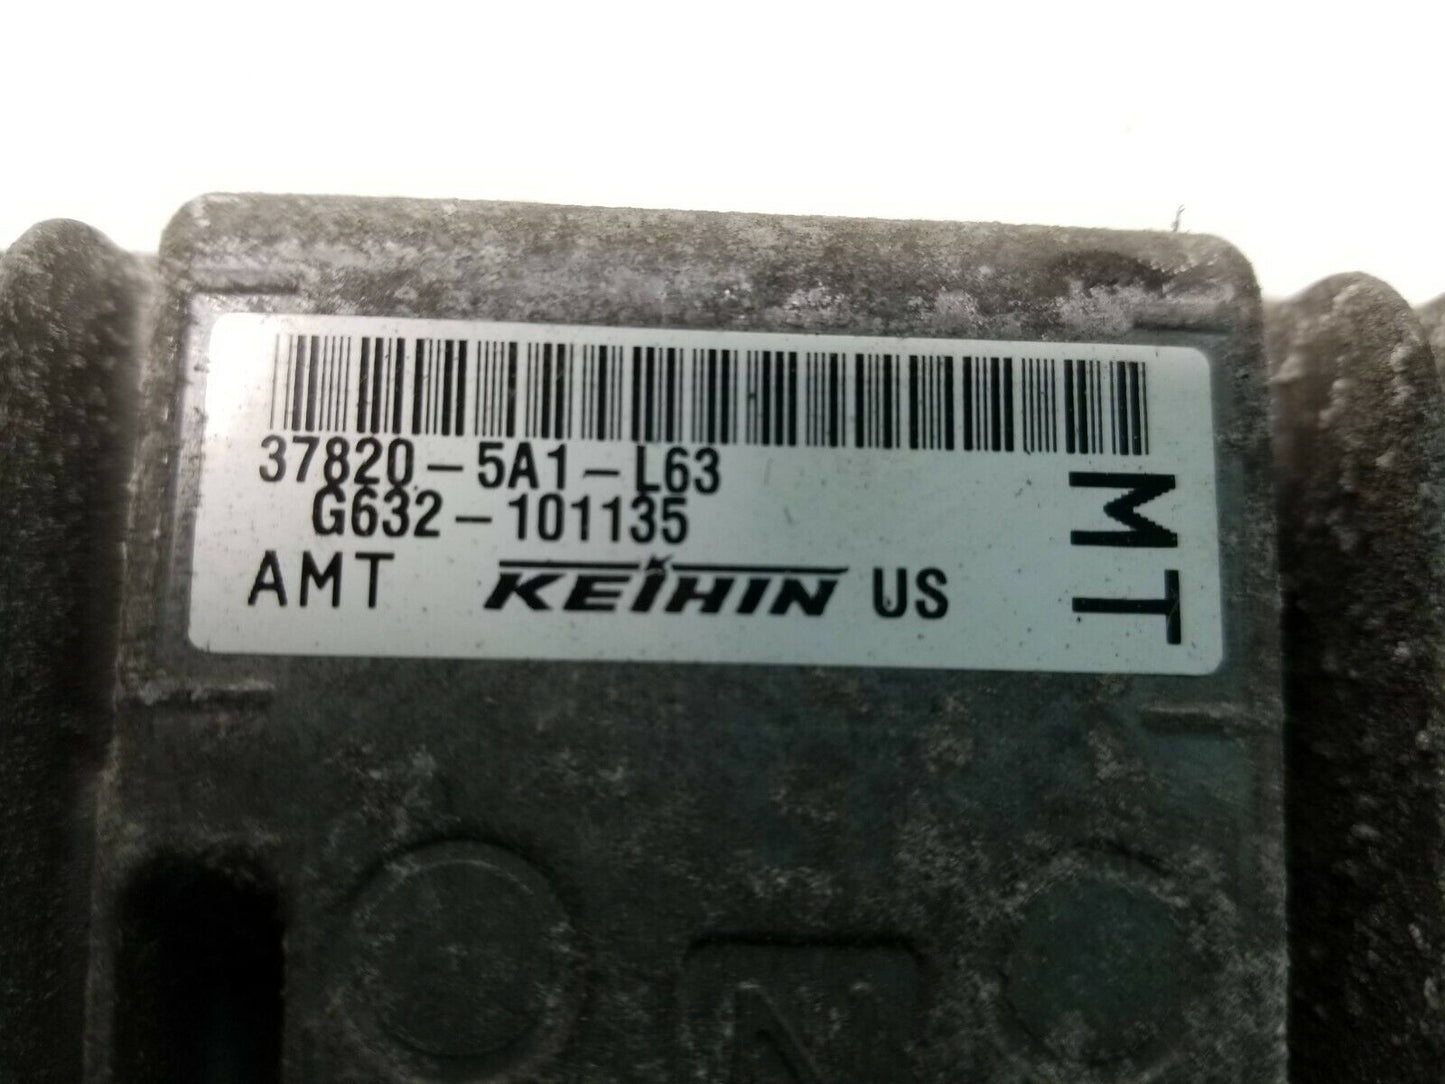 37820-5A1-L63
G632-101135
AMT KEIHIN US
MT